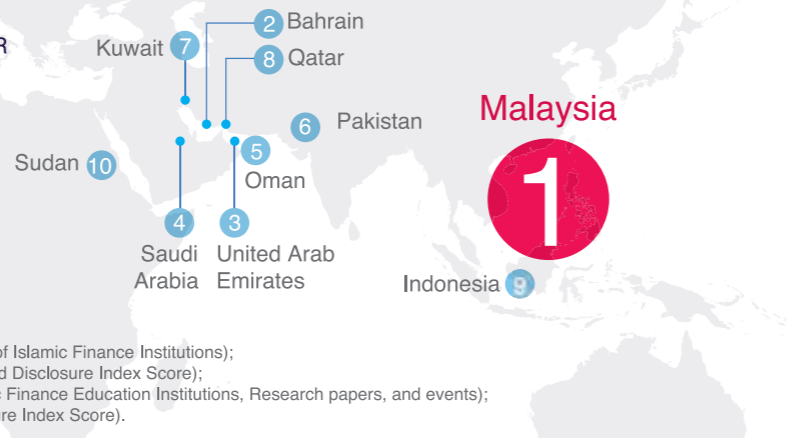 R
2 Bahrain
Kuwait 7
8 Qatar
Malaysia
1
6 Pakistan
5
Oman
Sudan 10
4
Saudi
Arabia
3
United Arab
Emirates
Indonesia 9
of Islamic Finance Institutions);
d Disclosure Index Score);
c Finance Education Institutions, Research papers, and events);
ure Index Score).